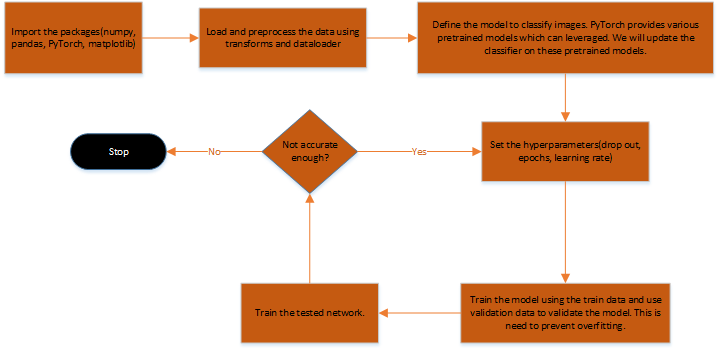 Import the packages(numpy,
pandas, PyTorch, matplotlib)
Load and preprocess the data using
transforms and dataloader
Define the model to classify images. PyTorch provides various
pretrained models which can leveraged. We will update the
classifier on these pretrained models.
Stop
No
Not accurate
enough?
Yes
Set the hyperparameters(drop out,
epochs, learning rate)
Train the tested network.
Train the model using the train data and use
validation data to validate the model. This is
need to prevent overfitting.